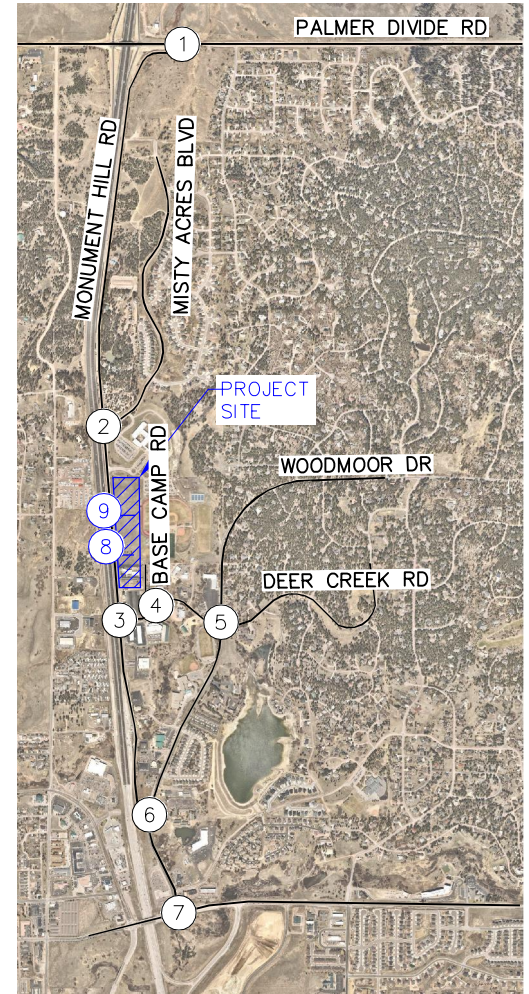 PALMER DIVIDE RD
1
MONUMENT HILL RD
MISTY ACRES BLVD
PROJECT
SITE
2
BASE CAMP RD
WOODMOOR DR
9
8
DEER CREEK RD
4
3
5
6
7